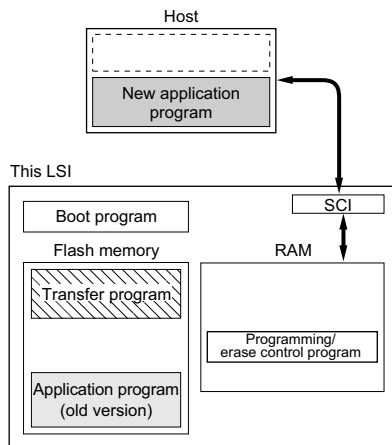 Host
New application
program
This LSI
SCI
Boot program
Flash memory
RAM
Transfer program
Programming/
erase control program
Application program
(old version)